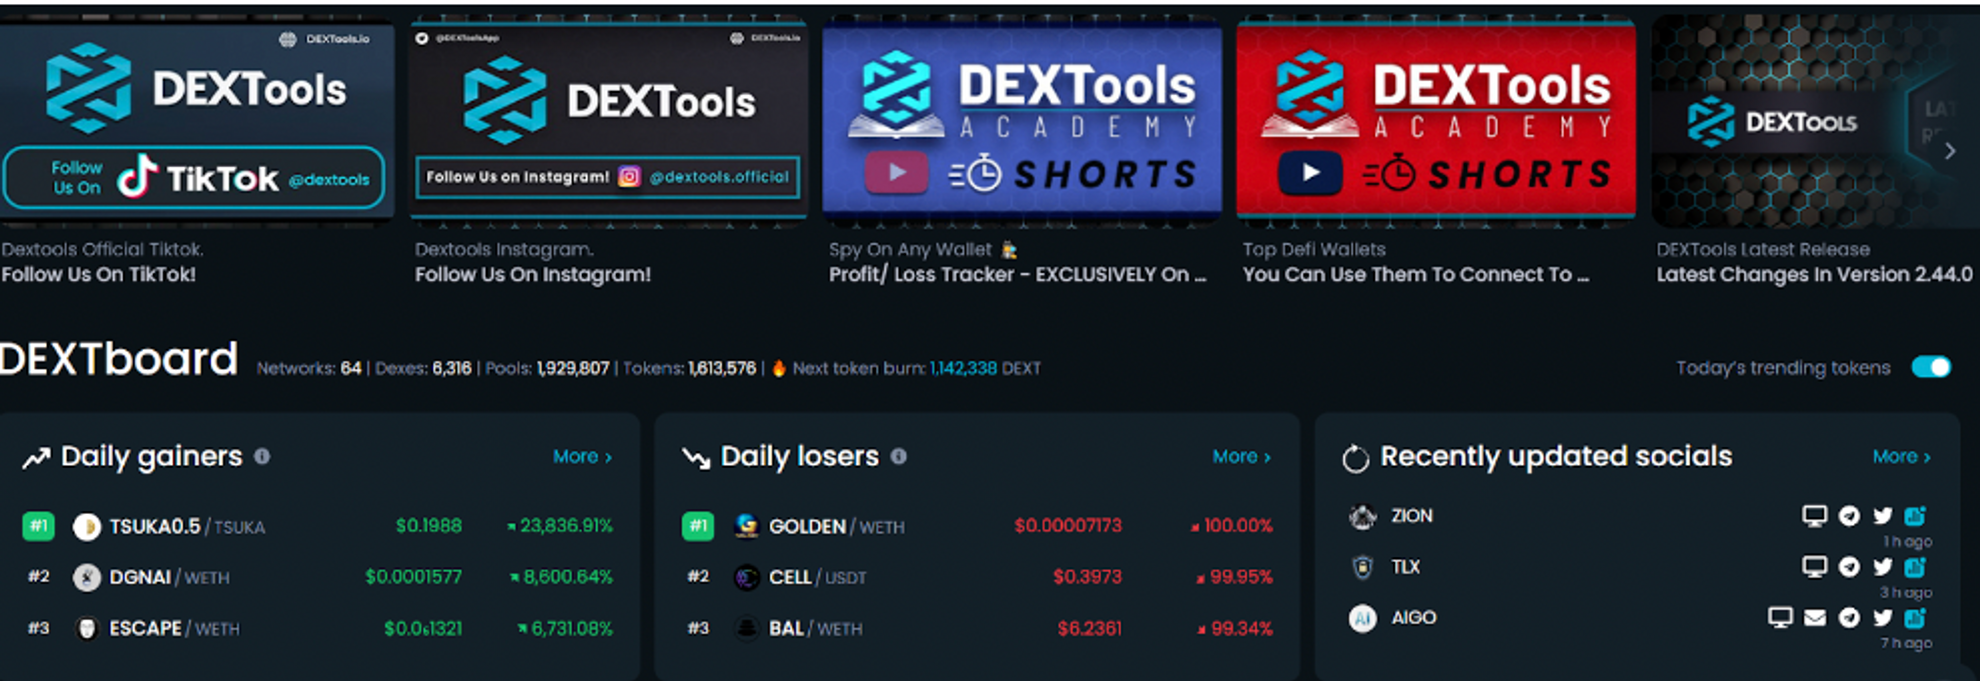 DEXTools.io
DEXTools
Follow
Us On
TikTok @dextools
@DEXToolsApp
DEXTools.io
DEXTools
Follow Us on Instagram! @dextools.official
DEXTools
ACADEMY
SHORTS
DEXTools
ACADEMY
SHORTS
DEXTools
Dextools Official Tiktok.
Follow Us On TikTok!
Dextools Instagram.
Follow Us On Instagram!
Spy On Any Wallet
Profit/ Loss Tracker - EXCLUSIVELY On ...
Top Defi Wallets
You Can Use Them To Connect To ...
DEXTools Latest Release
Latest Changes In Version 2.44.0
DEXTboard Networks: 64 | Dexes: 6,316 | Pools: 1,929,807 | Tokens: 1,613,576 | 🔥 Next token burn: 1,142,338 DEXT
Today's trending tokens
Daily gainers More >
#1 TSUKA0.5 / TSUKA $0.1988 23,836.91%
#2 DGNAI / WETH $0.0001577 8,600.64%
#3 ESCAPE / WETH $0.0₆1321 6,731.08%
Daily losers More >
#1 GOLDEN / WETH $0.00007173 100.00%
#2 CELL / USDT $0.3973 99.95%
#3 BAL / WETH $6.2361 99.34%
Recently updated socials More >
ZION
1 h ago
TLX
3 h ago
AI AIGO
7 h ago